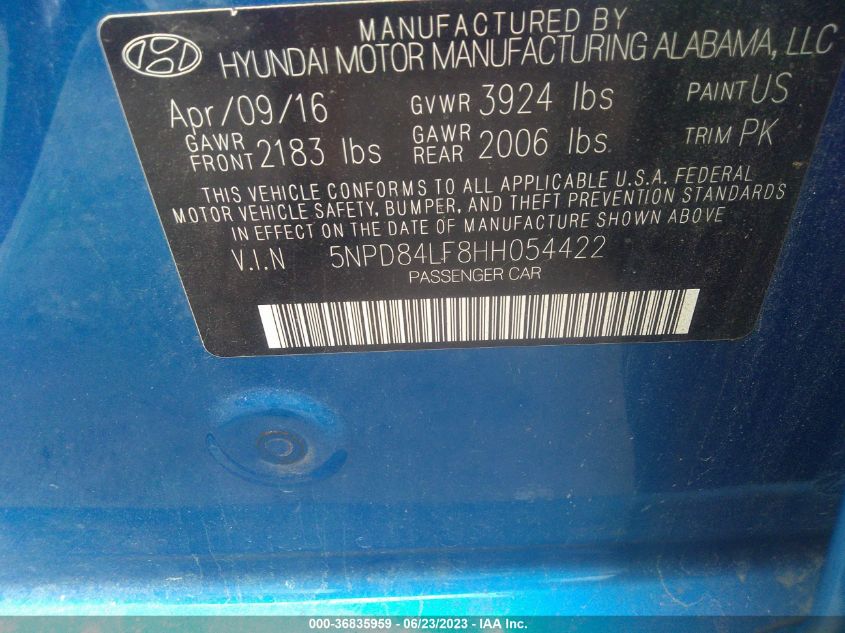 MANUFACTURED BY
HYUNDAI MOTOR MANUFACTURING ALABAMA, LLC
Apr/09/16 GVWR 3924 lbs PAINT US
GAWR FRONT 2183 lbs GAWR REAR 2006 lbs. TRIM PK
THIS VEHICLE CONFORMS TO ALL APPLICABLE U.S.A. FEDERAL
MOTOR VEHICLE SAFETY, BUMPER, AND THEFT PREVENTION STANDARDS
IN EFFECT ON THE DATE OF MANUFACTURE SHOWN ABOVE
V.I.N 5NPD84LF8HH054422
PASSENGER CAR
000-36835959 - 06/23/2023 - IAA Inc.